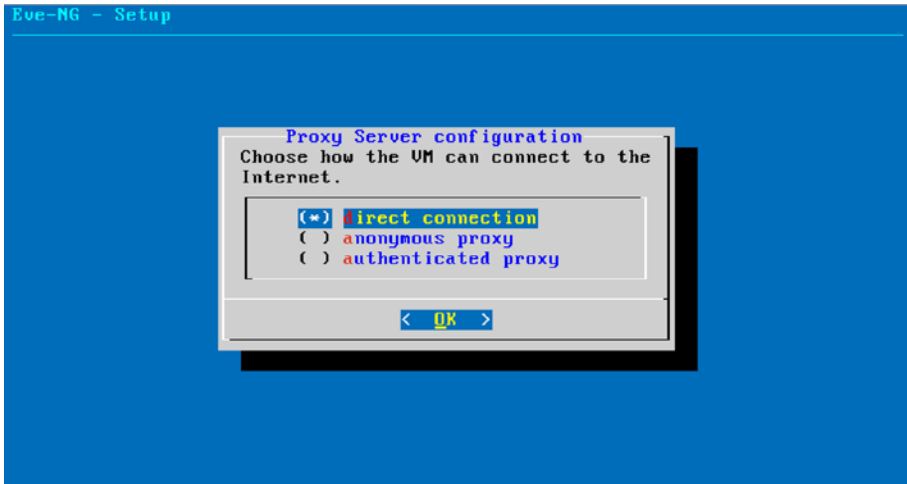 Eve-NG - Setup
Proxy Server configuration
Choose how the VM can connect to the
Internet.
(*) direct connection
( ) anonymous proxy
( ) authenticated proxy
< OK >